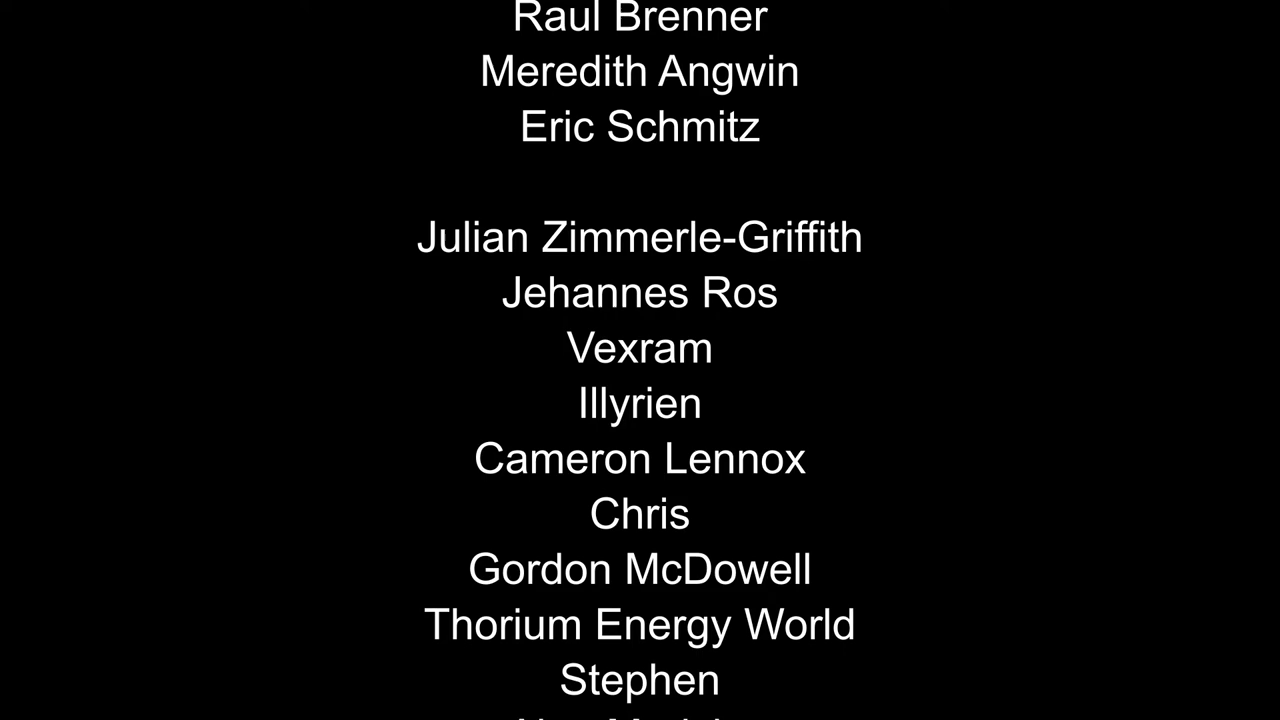 Raul Brenner
Meredith Angwin
Eric Schmitz
Julian Zimmerle-Griffith
Jehannes Ros
Vexram
Illyrien
Cameron Lennox
Chris
Gordon McDowell
Thorium Energy World
Stephen